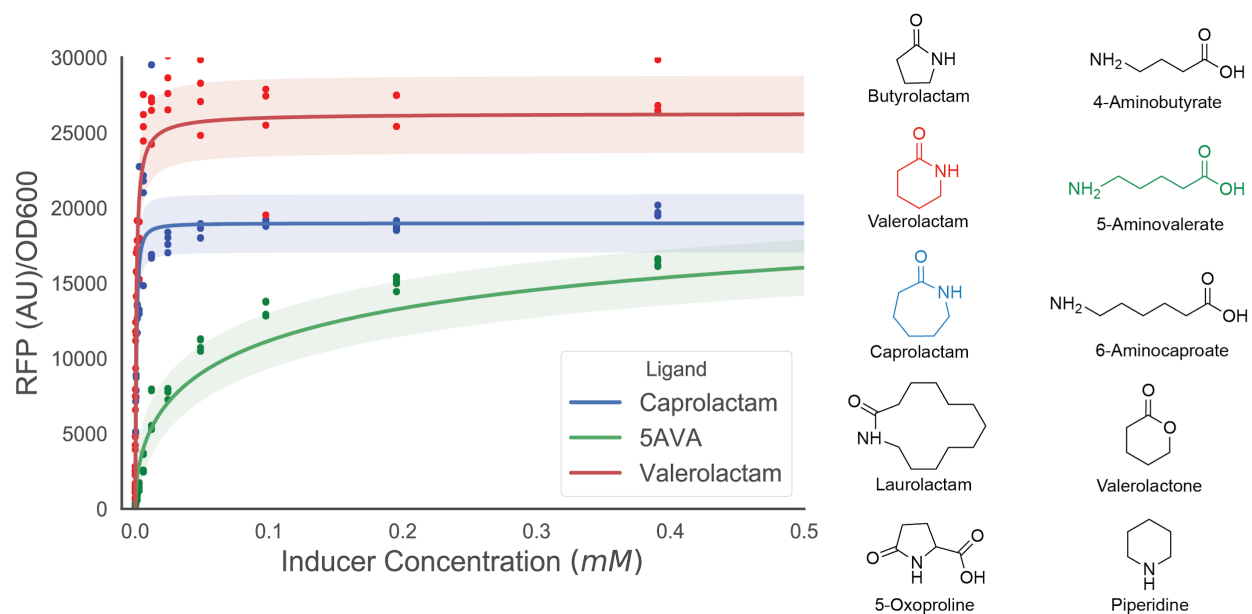 30000
25000
20000
15000
10000
5000
0
RFP (AU)/OD600
0.0 0.1 0.2 0.3 0.4 0.5
Inducer Concentration (mM)
Ligand
Caprolactam
5AVA
Valerolactam
O
NH
Butyrolactam
NH2
O
OH
4-Aminobutyrate
O
NH
Valerolactam
NH2
O
OH
5-Aminovalerate
O
NH
Caprolactam
NH2
O
OH
6-Aminocaproate
O
NH
Laurolactam
O
O
Valerolactone
O
N
H
O
OH
5-Oxoproline
N
H
Piperidine